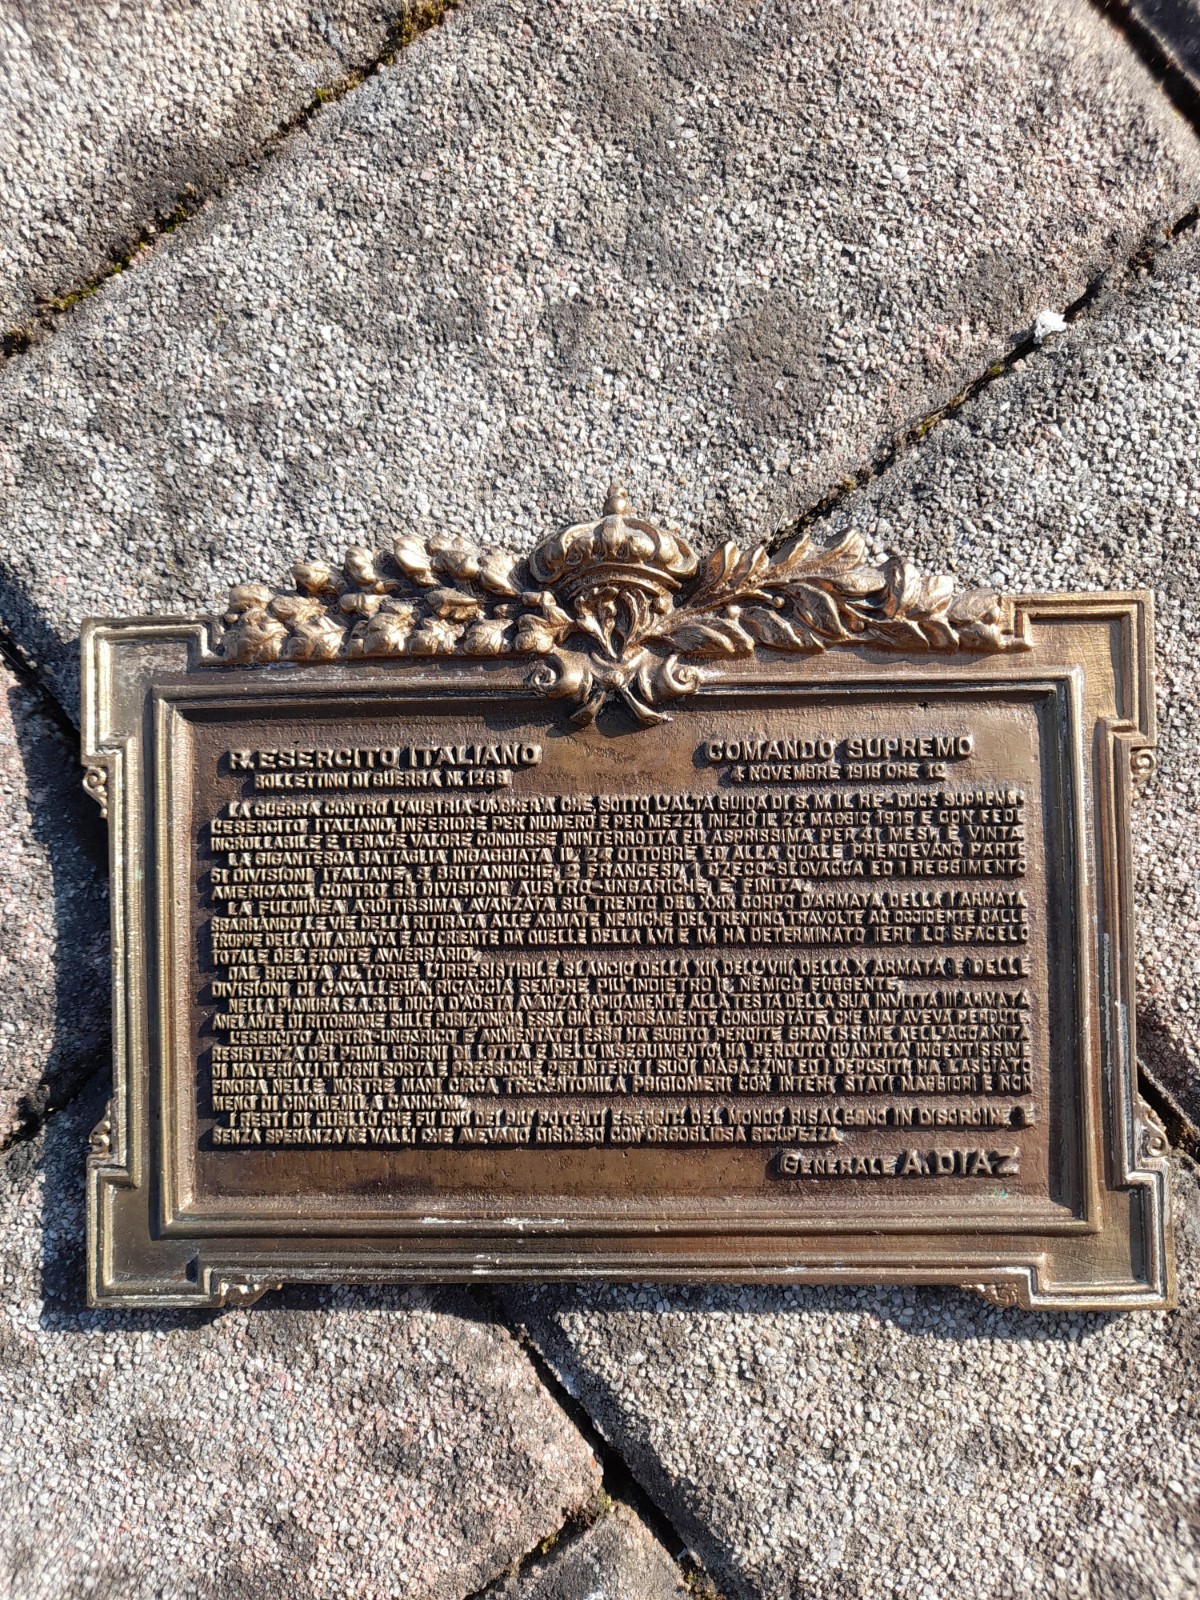 R. ESERCITO ITALIANO
COMANDO SUPREMO
BOLLETTINO DI GUERRA N. 1268
4 NOVEMBRE 1918 ORE 12
LA GUERRA CONTRO L'AUSTRIA-UNGHERIA CHE SOTTO L'ALTA GUIDA DI S. M. IL RE-DUCE SUPREMO
L'ESERCITO ITALIANO, INFERIORE PER NUMERO E PER MEZZI, INIZIÒ IL 24 MAGGIO 1915 E CON FEDE
INCROLLABILE E TENACE VALORE CONDUSSE NINTERROTTA ED ASPRISSIMA PER 41 MESI, È VINTA.
LA GIGANTESCA BATTAGLIA INGAGGIATA IL 24 OTTOBRE ED ALLA QUALE PRENDEVANO PARTE
51 DIVISIONI ITALIANE, 3 BRITANNICHE, 2 FRANCESI, 1 CZECO-SLOVACCA ED 1 REGGIMENTO
AMERICANO, CONTRO 63 DIVISIONI AUSTRO-UNGARICHE, È FINITA.
LA FULMINEA ARDITISSIMA AVANZATA SU TRENTO DEL XXIX CORPO D'ARMATA DELLA I ARMATA
SBARRANDO LE VIE DELLA RITIRATA ALLE ARMATE NEMICHE DEL TRENTINO, TRAVOLTE AD OCCIDENTE DALLE
TRUPPE DELLA VII ARMATA E AD ORIENTE DA QUELLE DELLA I, VI E IV HA DETERMINATO IERI LO SFACELO
TOTALE DEL FRONTE AVVERSARIO.
DAL BRENTA AL TORRE L'IRRESISTIBILE SLANCIO DELLA XII, DELL'VIII, DELLA X ARMATA E DELLE
DIVISIONI DI CAVALLERIA RICACCIA SEMPRE PIÙ INDIETRO IL NEMICO FUGGENTE.
NELLA PIANURA S. A. R. IL DUCA D'AOSTA AVANZA RAPIDAMENTE ALLA TESTA DELLA SUA INVITTA III ARMATA
ANELANTE DI RITORNARE SULLE POSIZIONI DI ESSA GIÀ GLORIOSAMENTE CONQUISTATE, CHE MAI AVEVA PERDUTE.
L'ESERCITO AUSTRO-UNGARICO È ANNIENTATO: ESSO HA SUBITO PERDITE GRAVISSIME NELL'ACCANITA
RESISTENZA DEI PRIMI GIORNI DI LOTTA E NELL'INSEGUIMENTO; HA PERDUTO QUANTITÀ INGENTISSIME
DI MATERIALI DI OGNI SORTA E PRESSOCHÉ PER INTERO I SUOI MAGAZZINI ED I DEPOSITI; HA LASCIATO
FINORA NELLE NOSTRE MANI CIRCA TRECENTOMILA PRIGIONIERI CON INTERI STATI MAGGIORI E NON
MENO DI CINQUEMILA CANNONI.
I RESTI DI QUELLO CHE FU UNO DEI PIÙ POTENTI ESERCITI DEL MONDO RISALGONO IN DISORDINE E
SENZA SPERANZA LE VALLI CHE AVEVANO DISCESO CON ORGOGLIOSA SICUREZZA.
GENERALE A. DIAZ